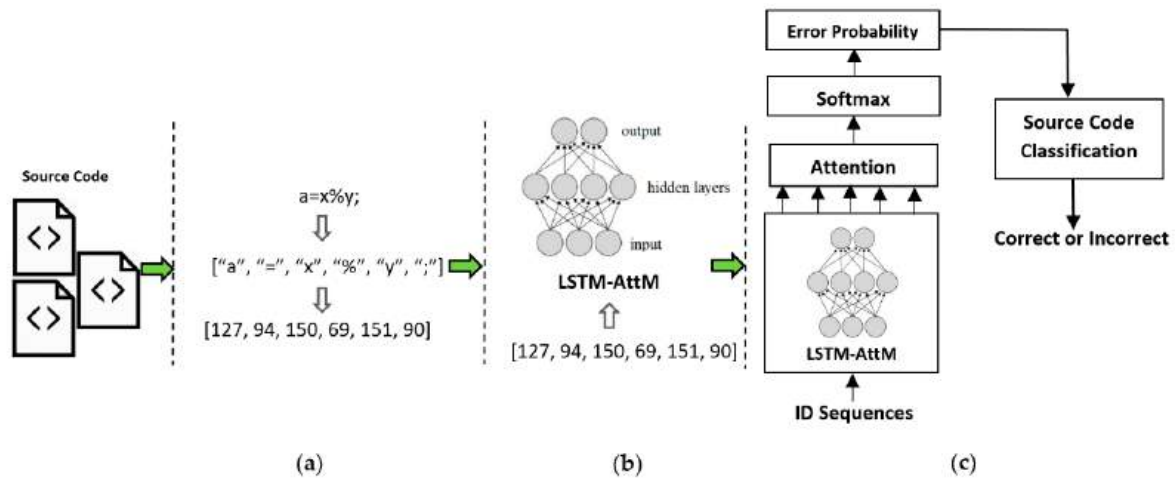 Source Code
a=x%y;
[“a”, “=”, “x”, “%”, “y”, “;”]
[127, 94, 150, 69, 151, 90]
(a)
output
hidden layers
input
LSTM-AttM
[127, 94, 150, 69, 151, 90]
(b)
Error Probability
Softmax
Attention
LSTM-AttM
ID Sequences
Source Code
Classification
Correct or Incorrect
(c)